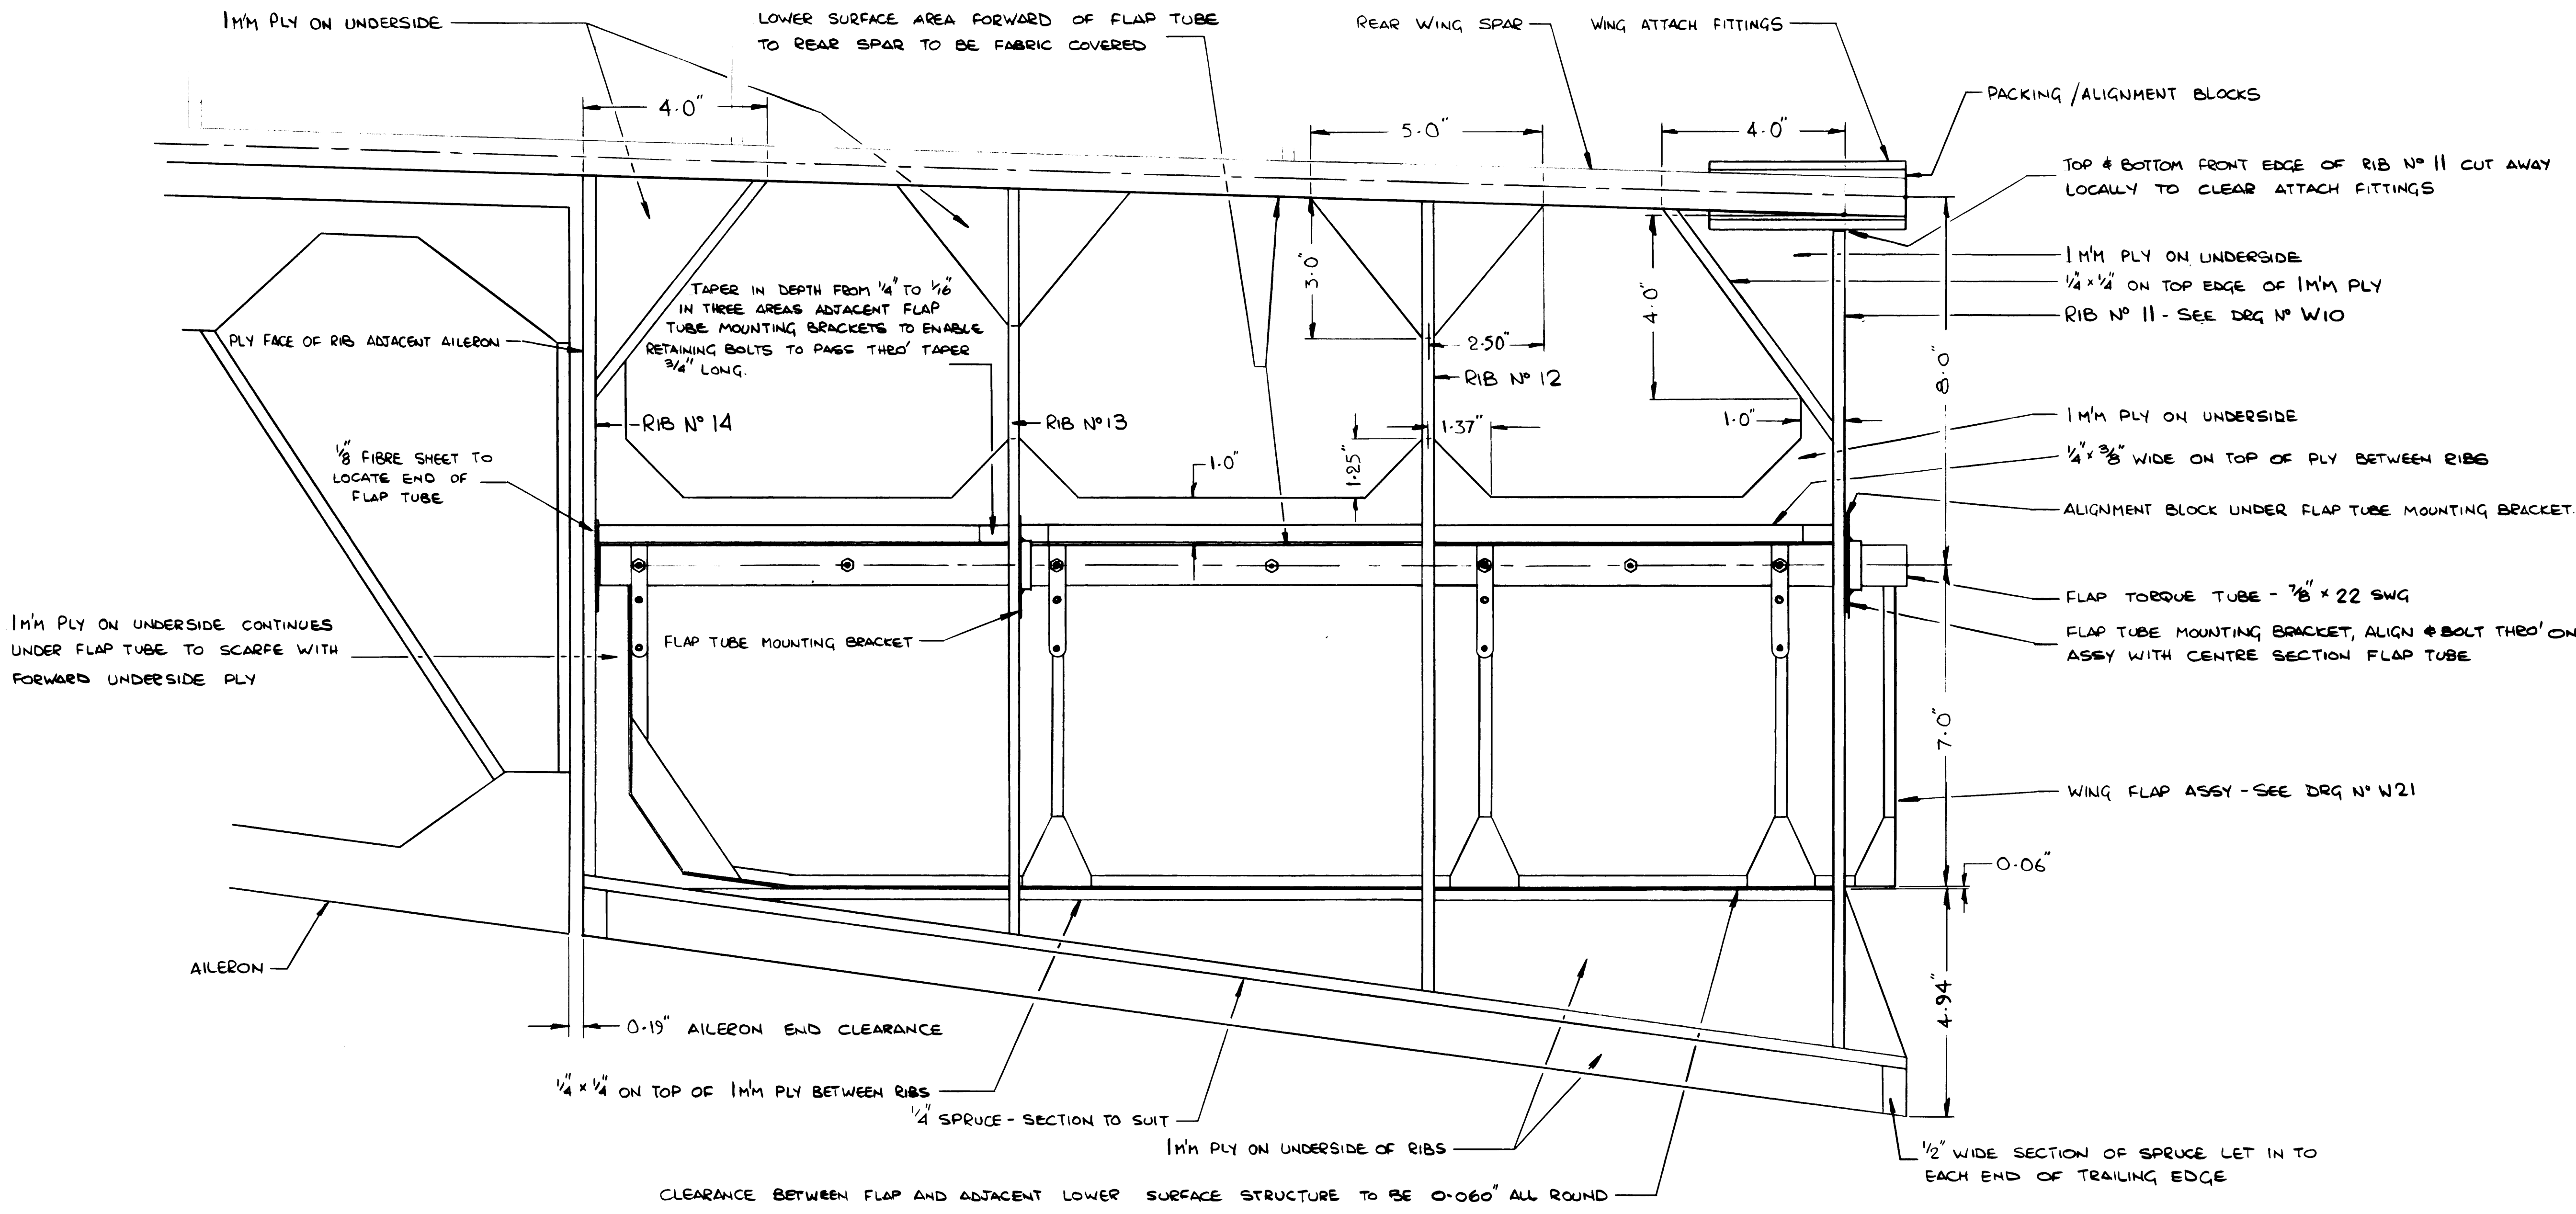 1 M'M PLY ON UNDERSIDE
LOWER SURFACE AREA FORWARD OF FLAP TUBE
TO REAR SPAR TO BE FABRIC COVERED
REAR WING SPAR
WING ATTACH FITTINGS
PACKING / ALIGNMENT BLOCKS
4.0"
5.0"
4.0"
TOP & BOTTOM FRONT EDGE OF RIB Nº 11 CUT AWAY
LOCALLY TO CLEAR ATTACH FITTINGS
1 M'M PLY ON UNDERSIDE
1/4" × 1/4" ON TOP EDGE OF 1 M'M PLY
RIB Nº 11 - SEE DRG Nº W10
TAPER IN DEPTH FROM 1/4" TO 1/16"
IN THREE AREAS ADJACENT FLAP
TUBE MOUNTING BRACKETS TO ENABLE
RETAINING BOLTS TO PASS THRO' TAPER
3/4" LONG.
3.0"
4.0"
8.0"
PLY FACE OF RIB ADJACENT AILERON
2.50"
RIB Nº 12
RIB Nº 14
RIB Nº 13
1.37"
1.0"
1 M'M PLY ON UNDERSIDE
1/8" FIBRE SHEET TO
LOCATE END OF
FLAP TUBE
1.0"
1.25"
1/4" × 3/8" WIDE ON TOP OF PLY BETWEEN RIBS
ALIGNMENT BLOCK UNDER FLAP TUBE MOUNTING BRACKET.
FLAP TORQUE TUBE - 7/8" × 22 SWG
1 M'M PLY ON UNDERSIDE CONTINUES
UNDER FLAP TUBE TO SCARFE WITH
FORWARD UNDERSIDE PLY
FLAP TUBE MOUNTING BRACKET
FLAP TUBE MOUNTING BRACKET, ALIGN & BOLT THRO' ON
ASSY WITH CENTRE SECTION FLAP TUBE
7.0"
WING FLAP ASSY - SEE DRG Nº W21
0.06"
AILERON
4.94"
0.19" AILERON END CLEARANCE
1/4" × 1/4" ON TOP OF 1 M'M PLY BETWEEN RIBS
1/4" SPRUCE - SECTION TO SUIT
1 M'M PLY ON UNDERSIDE OF RIBS
1/2" WIDE SECTION OF SPRUCE LET IN TO
EACH END OF TRAILING EDGE
CLEARANCE BETWEEN FLAP AND ADJACENT LOWER SURFACE STRUCTURE TO BE 0.060" ALL ROUND